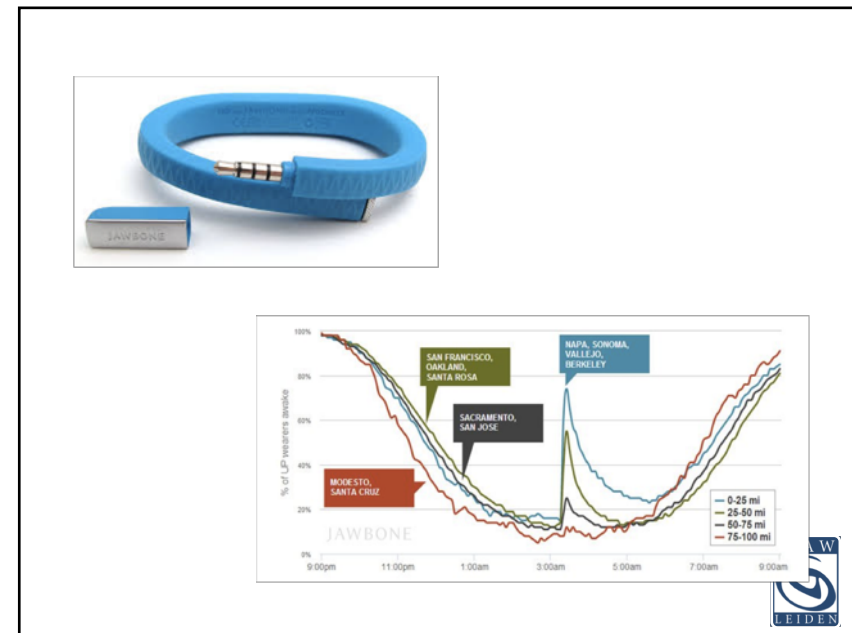 JAWBONE
100%
80%
60%
40%
20%
0%
% of UP wearers awake
SAN FRANCISCO,
OAKLAND,
SANTA ROSA
NAPA, SONOMA,
VALLEJO,
BERKELEY
SACRAMENTO,
SAN JOSE
MODESTO,
SANTA CRUZ
JAWBONE
0-25 mi
25-50 mi
50-75 mi
75-100 mi
9:00pm
11:00pm
1:00am
3:00am
5:00am
7:00am
9:00am
AW
LEIDEN